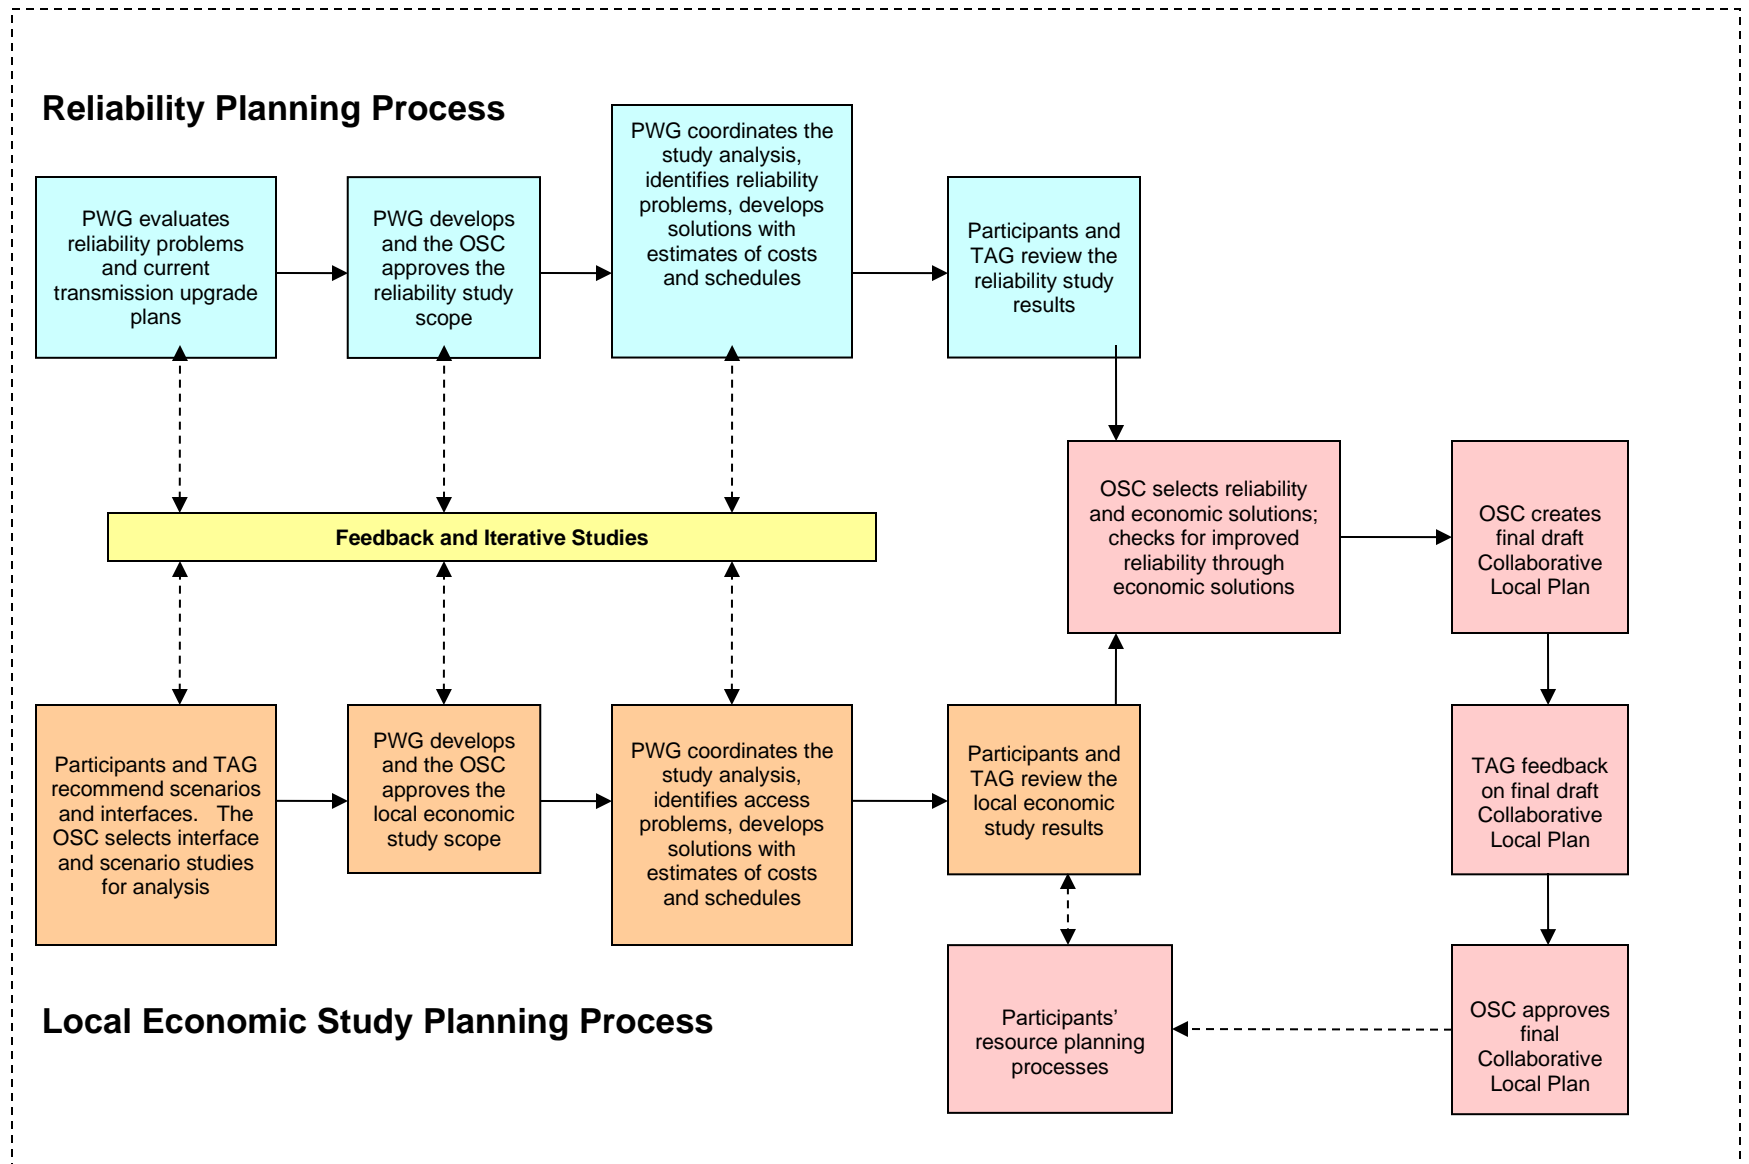 Reliability Planning Process
PWG evaluates
reliability problems
and current
transmission upgrade
plans
PWG develops
and the OSC
approves the
reliability study
scope
PWG coordinates the
study analysis,
identifies reliability
problems, develops
solutions with
estimates of costs
and schedules
Participants and
TAG review the
reliability study
results
Feedback and Iterative Studies
OSC selects reliability
and economic solutions;
checks for improved
reliability through
economic solutions
OSC creates
final draft
Collaborative
Local Plan
Participants and TAG
recommend scenarios
and interfaces.   The
OSC selects interface
and scenario studies
for analysis
PWG develops
and the OSC
approves the
local economic
study scope
PWG coordinates the
study analysis,
identifies access
problems, develops
solutions with
estimates of costs
and schedules
Participants and
TAG review the
local economic
study results
TAG feedback
on final draft
Collaborative
Local Plan
Local Economic Study Planning Process
Participants’
resource planning
processes
OSC approves
final
Collaborative
Local Plan